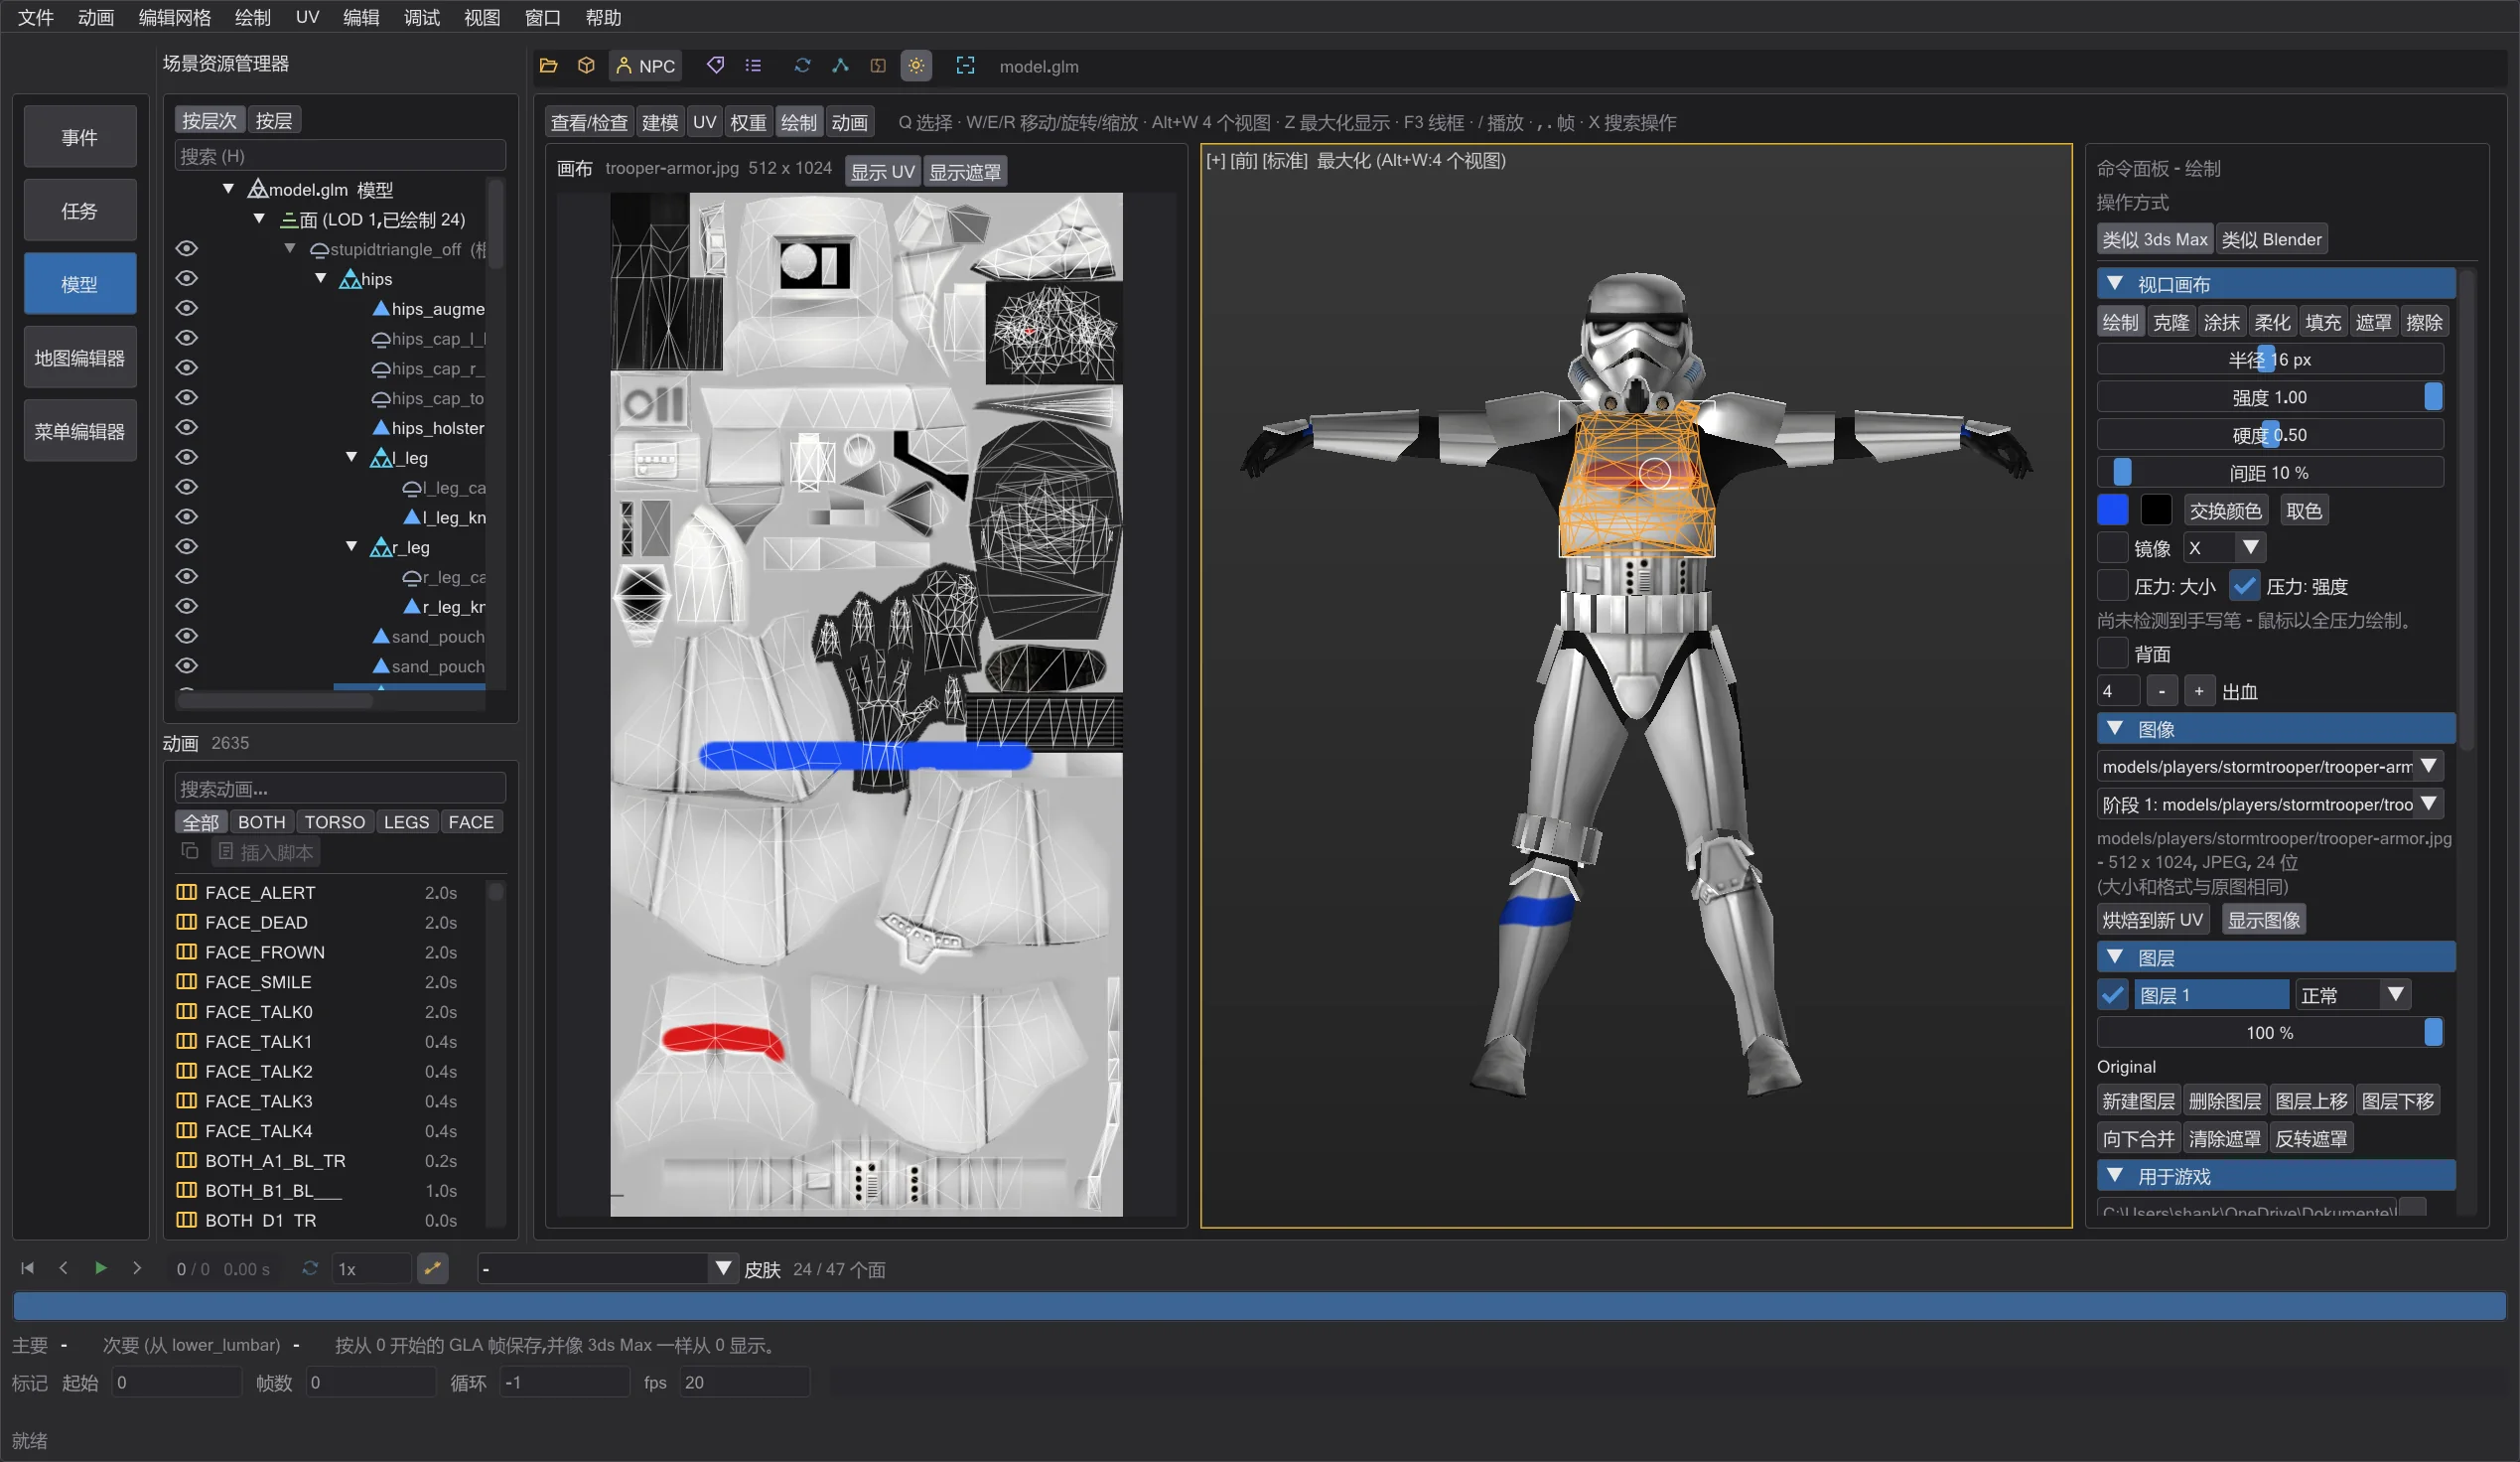 文件 动画 编辑网格 绘制 UV 编辑 调试 视图 窗口 帮助
场景资源管理器
NPC model.glm
事件
任务
模型
地图编辑器
菜单编辑器
按层次 按层
搜索 (H)
model.glm 模型
面 (LOD 1,已绘制 24)
stupidtriangle_off
hips
hips_augme
hips_cap_l_
hips_cap_r_
hips_cap_to
hips_holster
l_leg
l_leg_ca
l_leg_kn
r_leg
r_leg_ca
r_leg_kr
sand_pouch
sand_pouch
动画 2635
搜索动画...
全部 BOTH TORSO LEGS FACE
插入脚本
FACE_ALERT 2.0s
FACE_DEAD 2.0s
FACE_FROWN 2.0s
FACE_SMILE 2.0s
FACE_TALK0 2.0s
FACE_TALK1 0.4s
FACE_TALK2 0.4s
FACE_TALK3 0.4s
FACE_TALK4 0.4s
BOTH_A1_BL_TR 0.2s
BOTH_B1_BL___ 1.0s
BOTH_D1_TR 0.0s
查看/检查 建模 UV 权重 绘制 动画 Q 选择 · W/E/R 移动/旋转/缩放 · Alt+W 4 个视图 · Z 最大化显示 · F3 线框 · / 播放 · , . 帧 · X 搜索操作
画布 trooper-armor.jpg 512 x 1024 显示 UV 显示遮罩
[+] [前] [标准] 最大化 (Alt+W:4 个视图)
命令面板 - 绘制
操作方式
类似 3ds Max 类似 Blender
视口画布
绘制 克隆 涂抹 柔化 填充 遮罩 擦除
半径 16 px
强度 1.00
硬度 0.50
间距 10 %
交换颜色 取色
镜像 X
压力: 大小 压力: 强度
尚未检测到手写笔 - 鼠标以全压力绘制。
背面
4 - + 出血
图像
models/players/stormtrooper/trooper-arm
阶段 1: models/players/stormtrooper/troo
models/players/stormtrooper/trooper-armor.jpg
- 512 x 1024, JPEG, 24 位
(大小和格式与原图相同)
烘焙到新 UV 显示图像
图层
图层 1 正常
100 %
Original
新建图层 删除图层 图层上移 图层下移
向下合并 清除遮罩 反转遮罩
用于游戏
C:\Users\shank\OneDrive\Dokumente\
0 / 0 0.00 s 1x - 皮肤 24 / 47 个面
主要 - 次要 (从 lower_lumbar) - 按从 0 开始的 GLA 帧保存,并像 3ds Max 一样从 0 显示。
标记 起始 0 帧数 0 循环 -1 fps 20
就绪